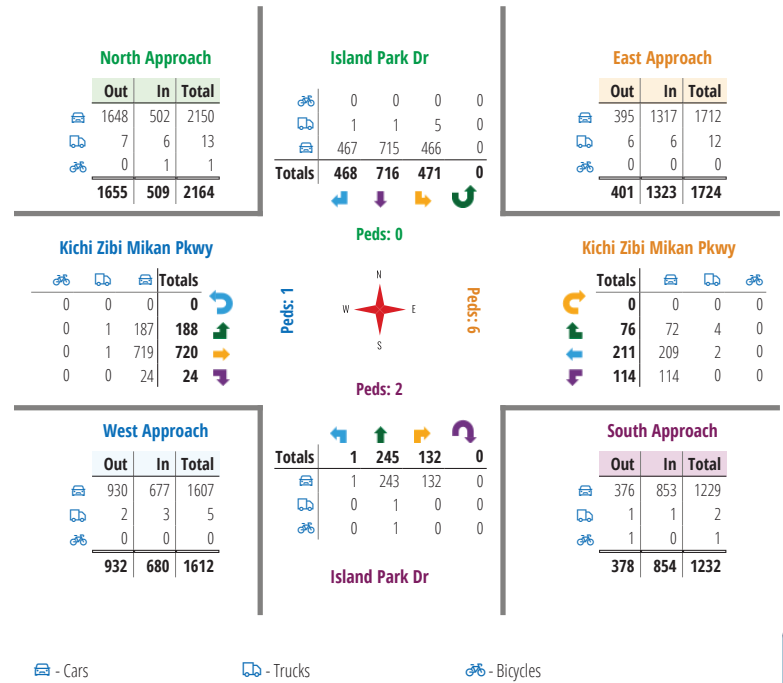 North Approach
Out In Total
1648 502 2150
7 6 13
0 1 1
1655 509 2164
Island Park Dr
0 0 0 0
1 1 5 0
467 715 466 0
Totals 468 716 471 0
East Approach
Out In Total
395 1317 1712
6 6 12
0 0 0
401 1323 1724
Kichi Zibi Mikan Pkwy
Totals
0 0 0 0
0 1 187 188
0 1 719 720
0 0 24 24
Peds: 0
Peds: 1
N
W E
S
Peds: 6
Peds: 2
Kichi Zibi Mikan Pkwy
Totals
0 0 0 0
76 72 4 0
211 209 2 0
114 114 0 0
West Approach
Out In Total
930 677 1607
2 3 5
0 0 0
932 680 1612
Totals 1 245 132 0
1 243 132 0
0 1 0 0
0 1 0 0
Island Park Dr
South Approach
Out In Total
376 853 1229
1 1 2
1 0 1
378 854 1232
- Cars
- Trucks
- Bicycles